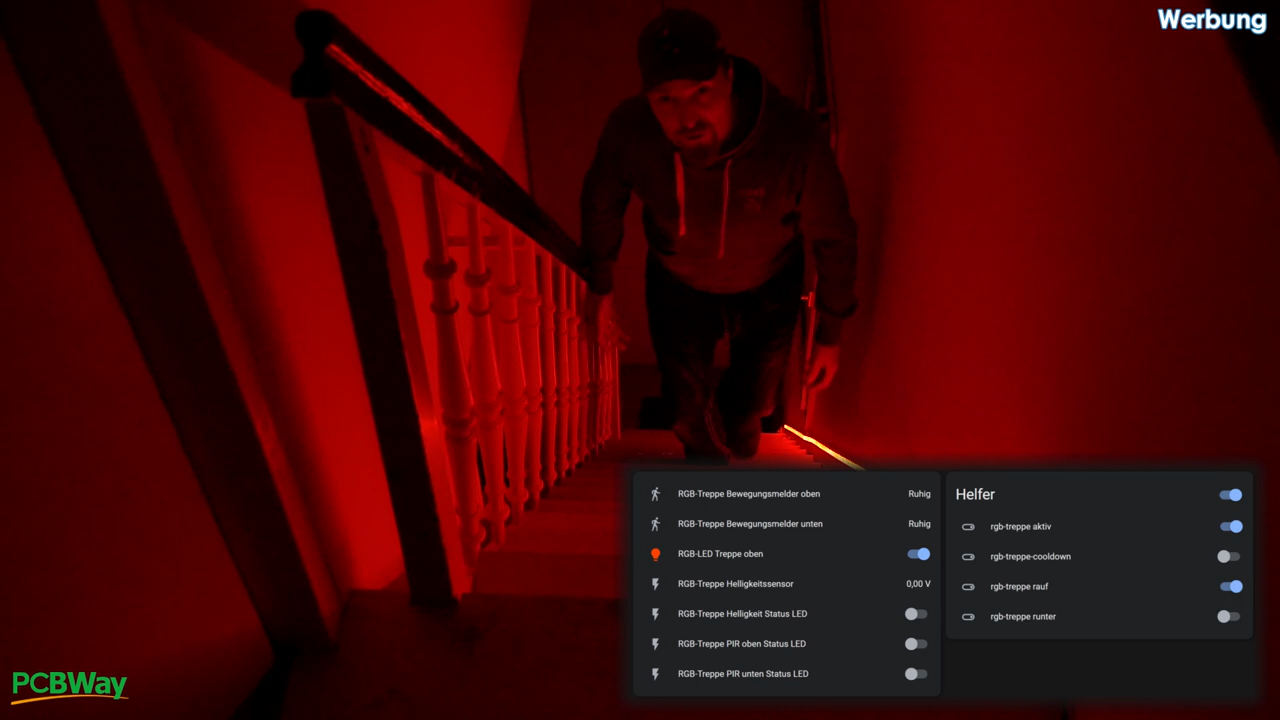 Werbung
RGB-Treppe Bewegungsmelder oben Ruhig
RGB-Treppe Bewegungsmelder unten Ruhig
RGB-LED Treppe oben
RGB-Treppe Helligkeitssensor 0,00 V
RGB-Treppe Helligkeit Status LED
RGB-Treppe PIR oben Status LED
RGB-Treppe PIR unten Status LED
Helfer
rgb-treppe aktiv
rgb-treppe-cooldown
rgb-treppe rauf
rgb-treppe runter
PCBWay